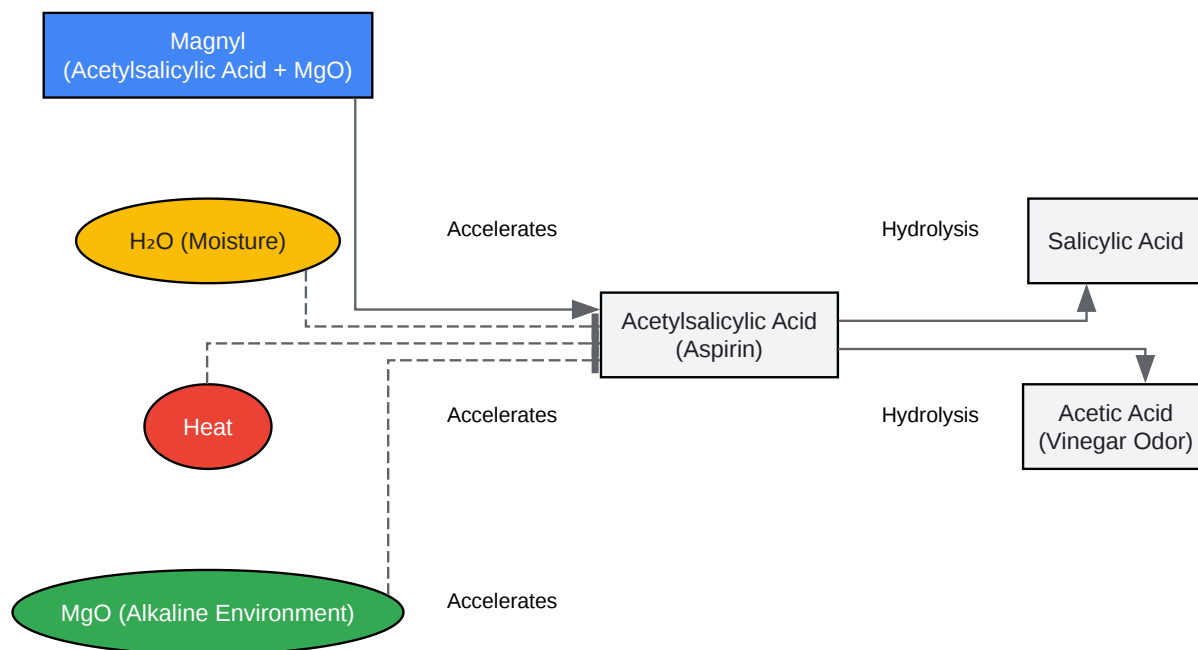 Magnyl
(Acetylsalicylic Acid + MgO)
H₂O (Moisture)
Accelerates
Hydrolysis
Salicylic Acid
Acetylsalicylic Acid
(Aspirin)
Heat
Accelerates
Hydrolysis
Acetic Acid
(Vinegar Odor)
MgO (Alkaline Environment)
Accelerates